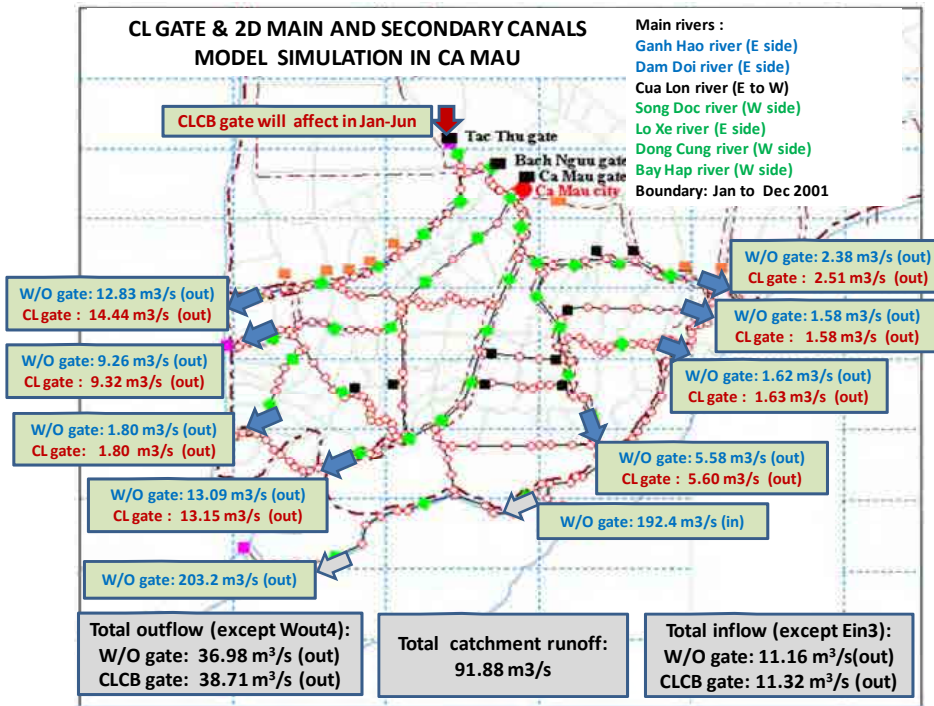 CL GATE & 2D MAIN AND SECONDARY CANALS
MODEL SIMULATION IN CA MAU
Main rivers :
Ganh Hao river (E side)
Dam Doi river (E side)
Cua Lon river (E to W)
Song Doc river (W side)
Lo Xe river (E side)
Dong Cung river (W side)
Bay Hap river (W side)
Boundary: Jan to Dec 2001
CLCB gate will affect in Jan-Jun
Tac Thu gate
Bach Nguu gate
Ca Mau gate
Ca Mau city
W/O gate: 2.38 m3/s (out)
CL gate : 2.51 m3/s (out)
W/O gate: 12.83 m3/s (out)
CL gate : 14.44 m3/s (out)
W/O gate: 1.58 m3/s (out)
CL gate : 1.58 m3/s (out)
W/O gate: 9.26 m3/s (out)
CL gate : 9.32 m3/s (out)
W/O gate: 1.62 m3/s (out)
CL gate : 1.63 m3/s (out)
W/O gate: 1.80 m3/s (out)
CL gate: 1.80 m3/s (out)
W/O gate: 5.58 m3/s (out)
CL gate : 5.60 m3/s (out)
W/O gate: 13.09 m3/s (out)
CL gate : 13.15 m3/s (out)
W/O gate: 192.4 m3/s (in)
W/O gate: 203.2 m3/s (out)
Total outflow (except Wout4):
W/O gate: 36.98 m³/s (out)
CLCB gate: 38.71 m³/s (out)
Total catchment runoff:
91.88 m3/s
Total inflow (except Ein3):
W/O gate: 11.16 m³/s(out)
CLCB gate: 11.32 m³/s (out)